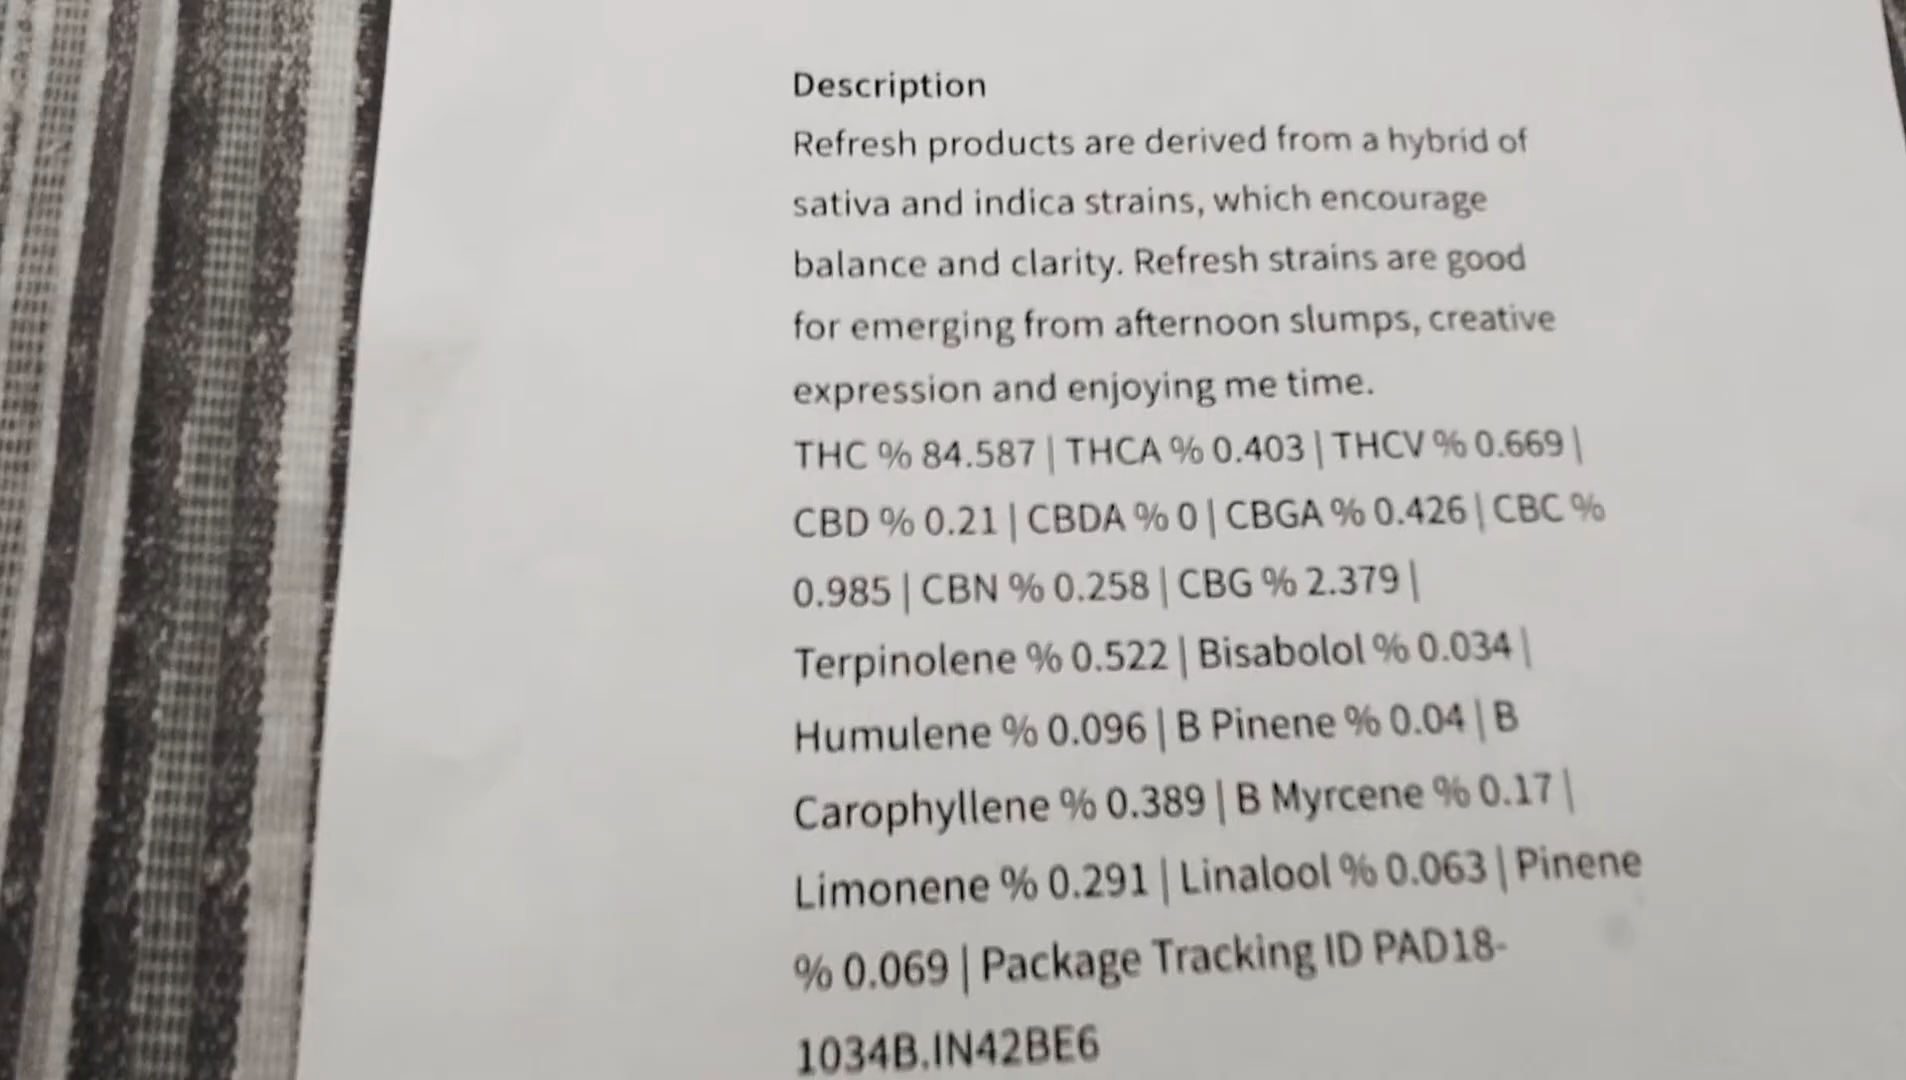 Description
Refresh products are derived from a hybrid of
sativa and indica strains, which encourage
balance and clarity. Refresh strains are good
for emerging from afternoon slumps, creative
expression and enjoying me time.
THC % 84.587 | THCA % 0.403 | THCV % 0.669 |
CBD % 0.21 | CBDA % 0 | CBGA % 0.426 | CBC %
0.985 | CBN % 0.258 | CBG % 2.379 |
Terpinolene % 0.522 | Bisabolol % 0.034 |
Humulene % 0.096 | B Pinene % 0.04 | B
Carophyllene % 0.389 | B Myrcene % 0.17 |
Limonene % 0.291 | Linalool % 0.063 | Pinene
% 0.069 | Package Tracking ID PAD18-
1034B.IN42BE6